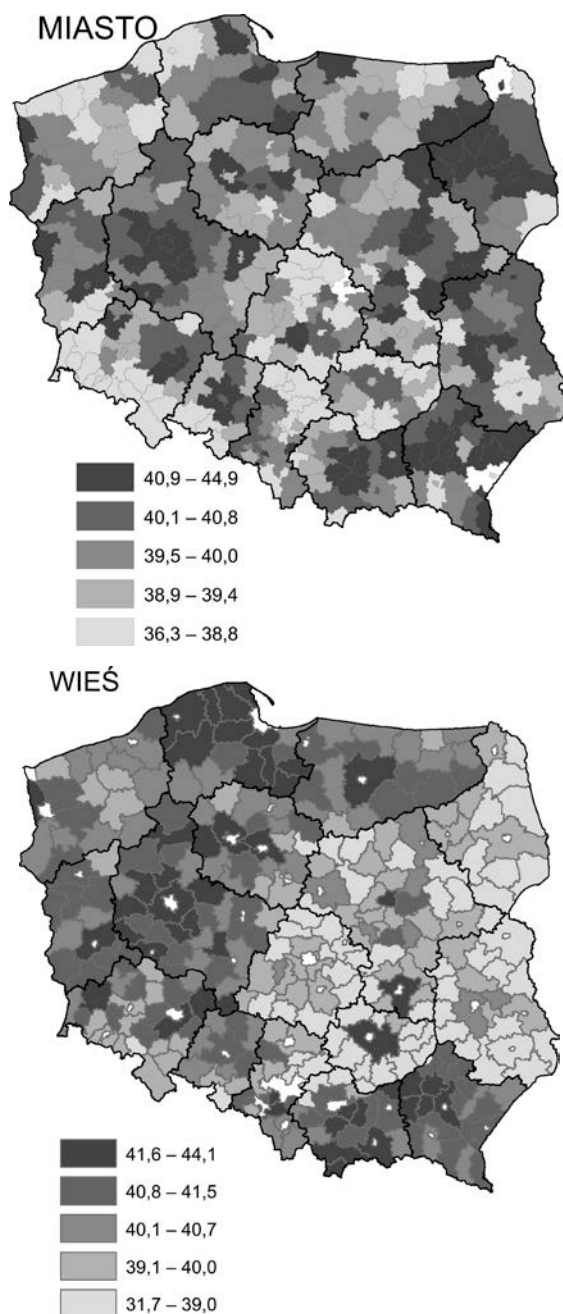 MIASTO
40,9 – 44,9
40,1 – 40,8
39,5 – 40,0
38,9 – 39,4
36,3 – 38,8
WIEŚ
41,6 – 44,1
40,8 – 41,5
40,1 – 40,7
39,1 – 40,0
31,7 – 39,0